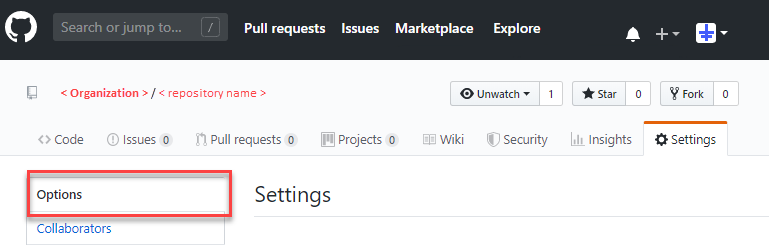 Search or jump to... / Pull requests Issues Marketplace Explore
< Organization > / < repository name > Unwatch 1 Star 0 Fork 0
Code Issues 0 Pull requests 0 Projects 0 Wiki Security Insights Settings
Options
Settings
Collaborators